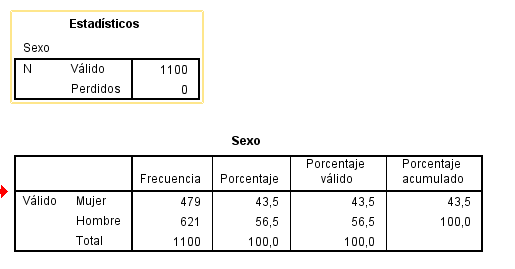 Estadísticos
Sexo
N Válido 1100
Perdidos 0
Sexo
Frecuencia Porcentaje Porcentaje válido Porcentaje acumulado
Válido Mujer 479 43,5 43,5 43,5
Hombre 621 56,5 56,5 100,0
Total 1100 100,0 100,0